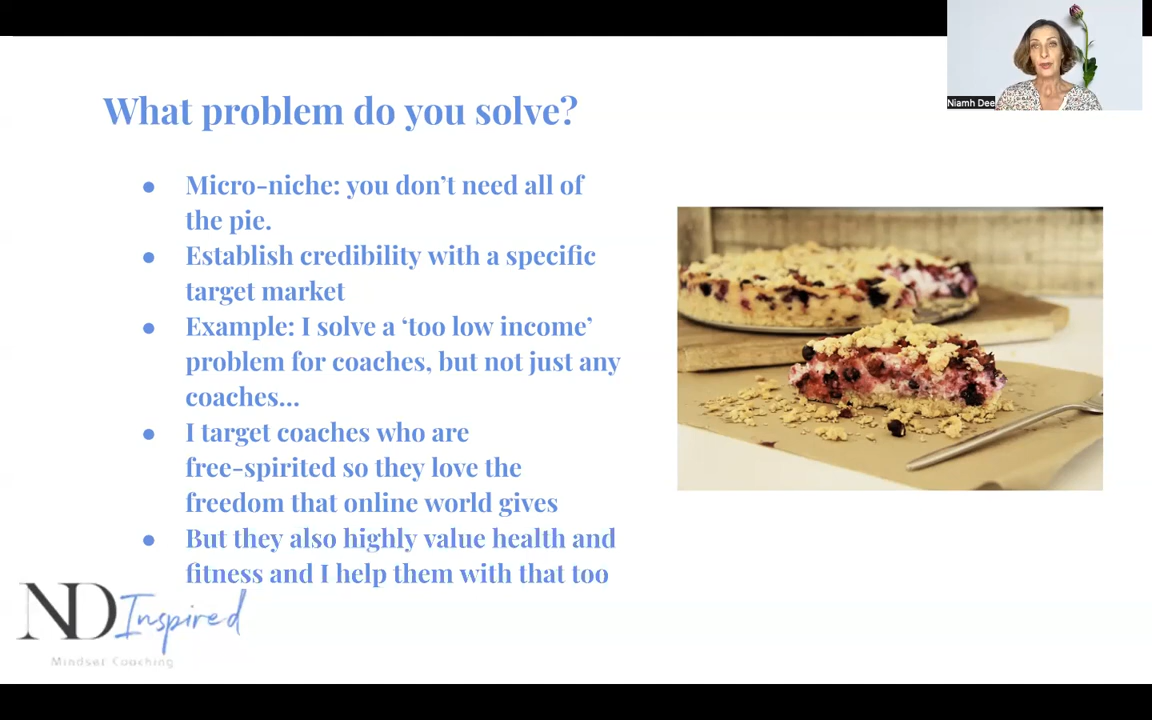 Niamh Dee
What problem do you solve?
● Micro-niche: you don’t need all of
the pie.
● Establish credibility with a specific
target market
● Example: I solve a ‘too low income’
problem for coaches, but not just any
coaches...
● I target coaches who are
free-spirited so they love the
freedom that online world gives
● But they also highly value health and
fitness and I help them with that too
ND Inspired
Mindset Coaching